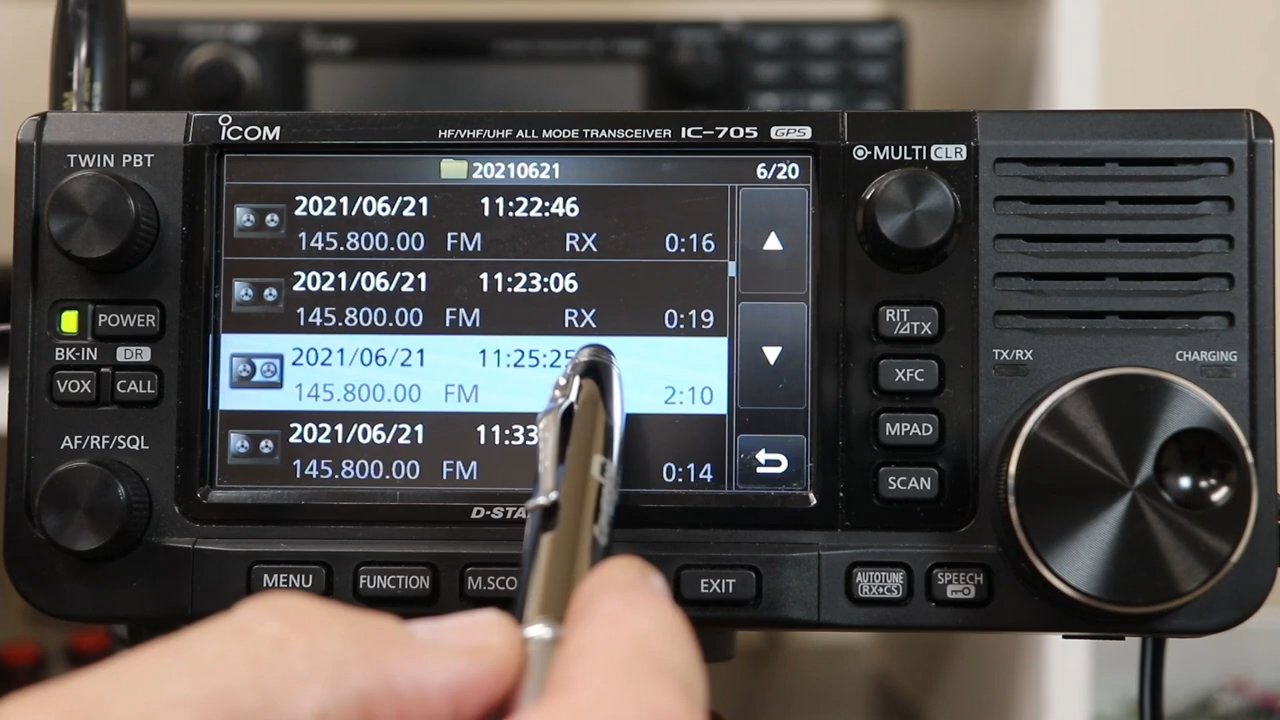 ICOM
HF/VHF/UHF ALL MODE TRANSCEIVER IC-705 GPS
TWIN PBT
MULTI CLR
20210621 6/20
2021/06/21 11:22:46
145.800.00 FM RX 0:16
2021/06/21 11:23:06
145.800.00 FM RX 0:19
2021/06/21 11:25:25
145.800.00 FM 2:10
2021/06/21 11:33
145.800.00 FM 0:14
POWER
BK-IN DR
VOX CALL
AF/RF/SQL
RIT
/⊿TX
XFC
MPAD
SCAN
TX/RX
CHARGING
D-STA
MENU FUNCTION M.SCO EXIT
AUTOTUNE
RX→CS
SPEECH